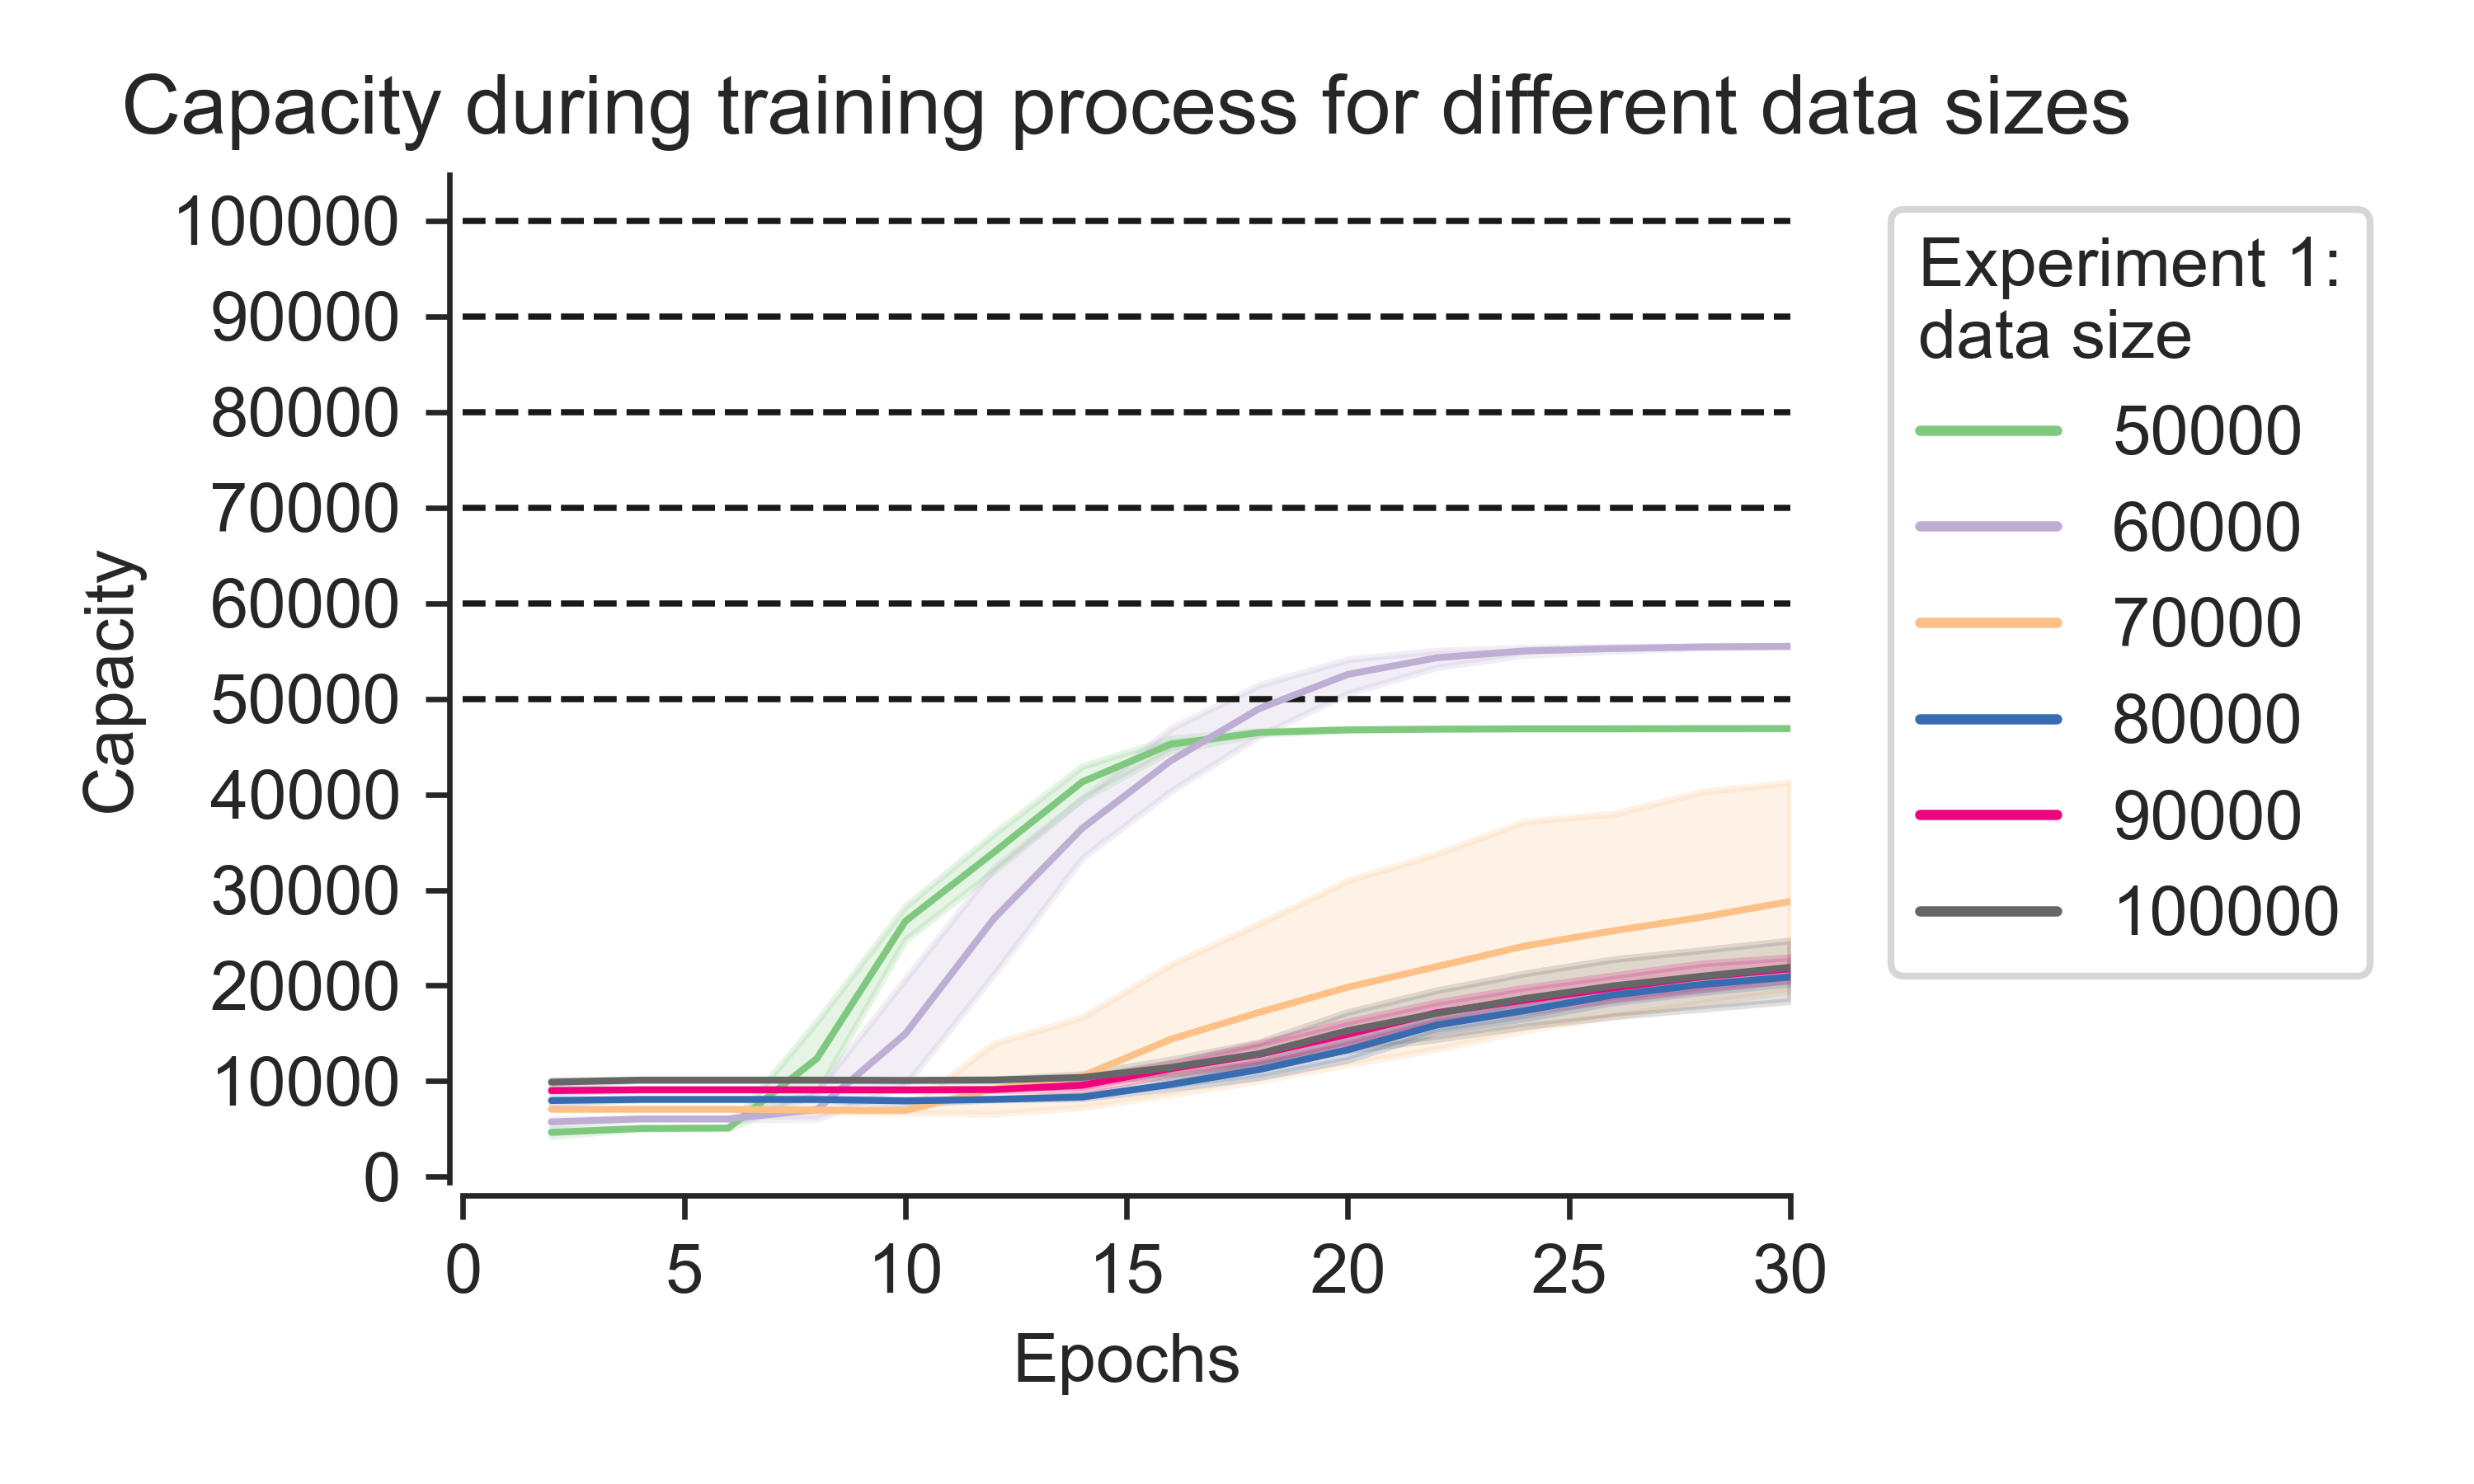 Capacity during training process for different data sizes
100000
90000
80000
70000
60000
50000
40000
30000
20000
10000
0
Capacity
0 5 10 15 20 25 30
Epochs
Experiment 1:
data size
50000
60000
70000
80000
90000
100000